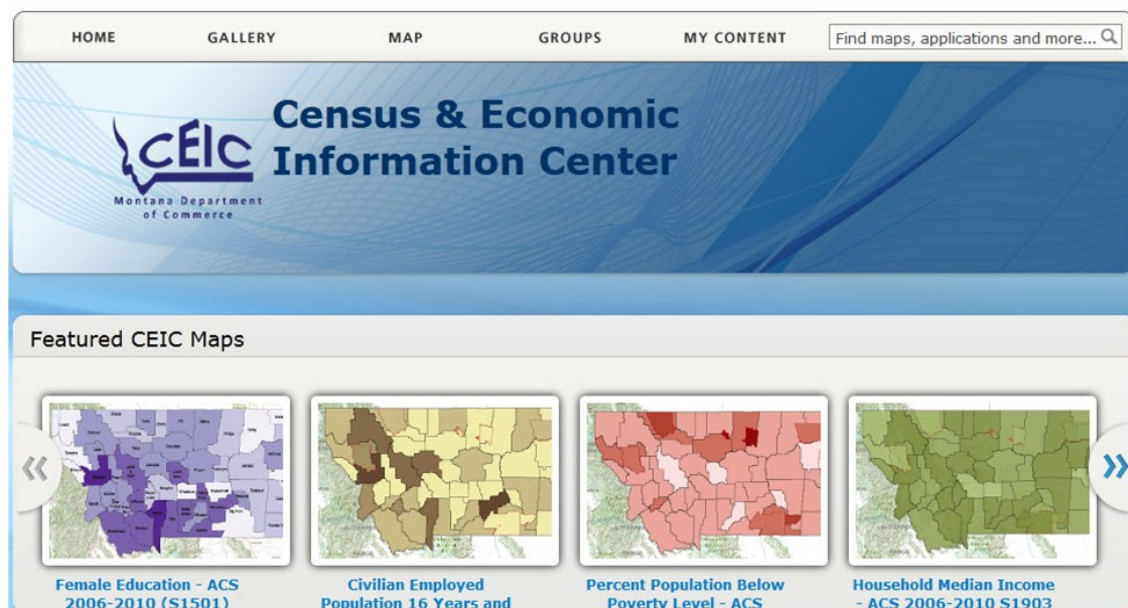 HOME GALLERY MAP GROUPS MY CONTENT Find maps, applications and more...
Census & Economic
Information Center
CEIC
Montana Department
of Commerce
Featured CEIC Maps
Female Education - ACS
2006-2010 (S1501)
Civilian Employed
Population 16 Years and
Percent Population Below
Poverty Level - ACS
Household Median Income
- ACS 2006-2010 S1903